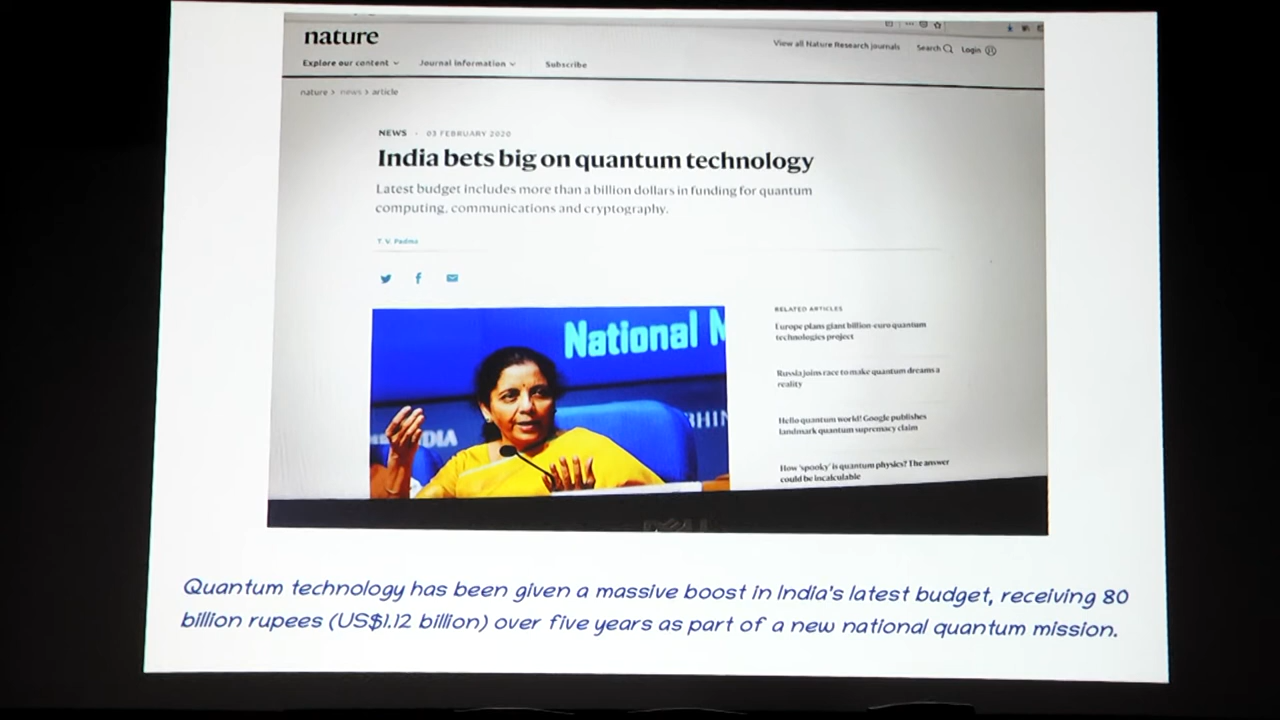 nature
View all Nature Research journals Search Login
Explore our content Journal information Subscribe
nature > news > article
NEWS · 03 FEBRUARY 2020
India bets big on quantum technology
Latest budget includes more than a billion dollars in funding for quantum
computing, communications and cryptography.
T. V. Padma
National
DIA
RELATED ARTICLES
Europe plans giant billion-euro quantum
technologies project
Russia joins race to make quantum dreams a
reality
Hello quantum world! Google publishes
landmark quantum supremacy claim
How 'spooky' is quantum physics? The answer
could be incalculable
DELL
Quantum technology has been given a massive boost in India's latest budget, receiving 80
billion rupees (US$1.12 billion) over five years as part of a new national quantum mission.